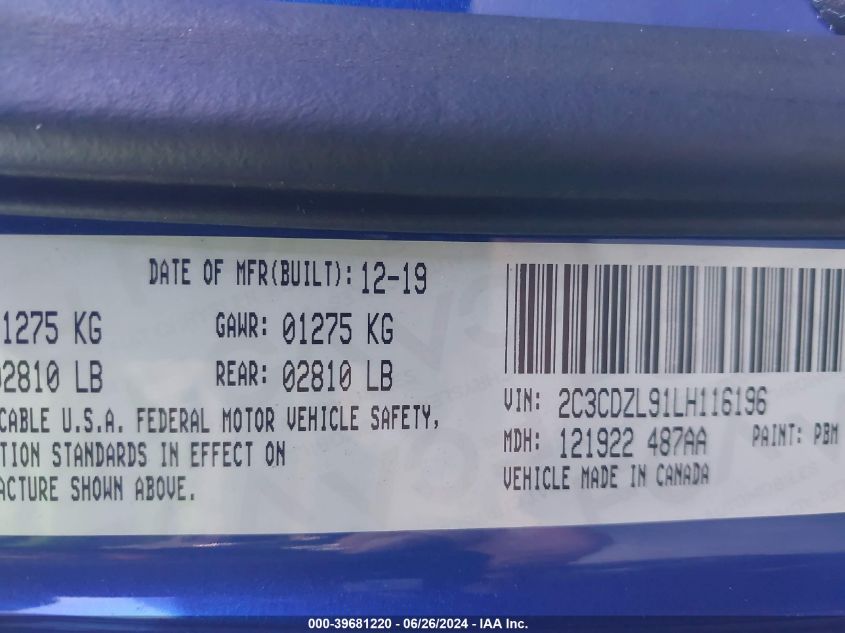 DATE OF MFR(BUILT): 12-19
1275 KG GAWR: 01275 KG
2810 LB REAR: 02810 LB
CABLE U.S.A. FEDERAL MOTOR VEHICLE SAFETY,
TION STANDARDS IN EFFECT ON
ACTURE SHOWN ABOVE.
VIN: 2C3CDZL91LH116196
MDH: 121922 487AA PAINT: PBM
VEHICLE MADE IN CANADA
000-39681220 - 06/26/2024 - IAA Inc.